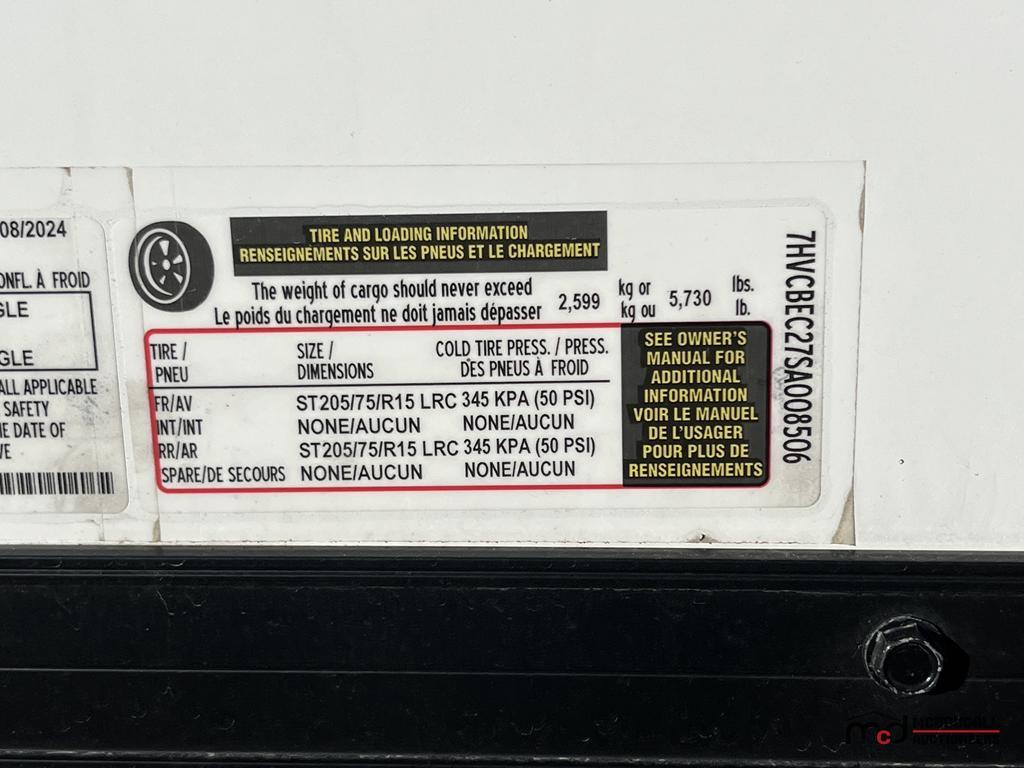 08/2024
ONFL. À FROID
GLE
GLE
ALL APPLICABLE
SAFETY
HE DATE OF
VE
TIRE AND LOADING INFORMATION
RENSEIGNEMENTS SUR LES PNEUS ET LE CHARGEMENT
The weight of cargo should never exceed
Le poids du chargement ne doit jamais dépasser
2,599
kg or
kg ou
5,730
lbs.
lb.
TIRE / SIZE / COLD TIRE PRESS. / PRESS.
PNEU DIMENSIONS DES PNEUS À FROID
FR/AV ST205/75/R15 LRC 345 KPA (50 PSI)
INT/INT NONE/AUCUN NONE/AUCUN
RR/AR ST205/75/R15 LRC 345 KPA (50 PSI)
SPARE/DE SECOURS NONE/AUCUN NONE/AUCUN
SEE OWNER'S
MANUAL FOR
ADDITIONAL
INFORMATION
VOIR LE MANUEL
DE L'USAGER
POUR PLUS DE
RENSEIGNEMENTS
7HVCBEC27SA008506
mcd
MCDOUGALL
AUCTIONEERS